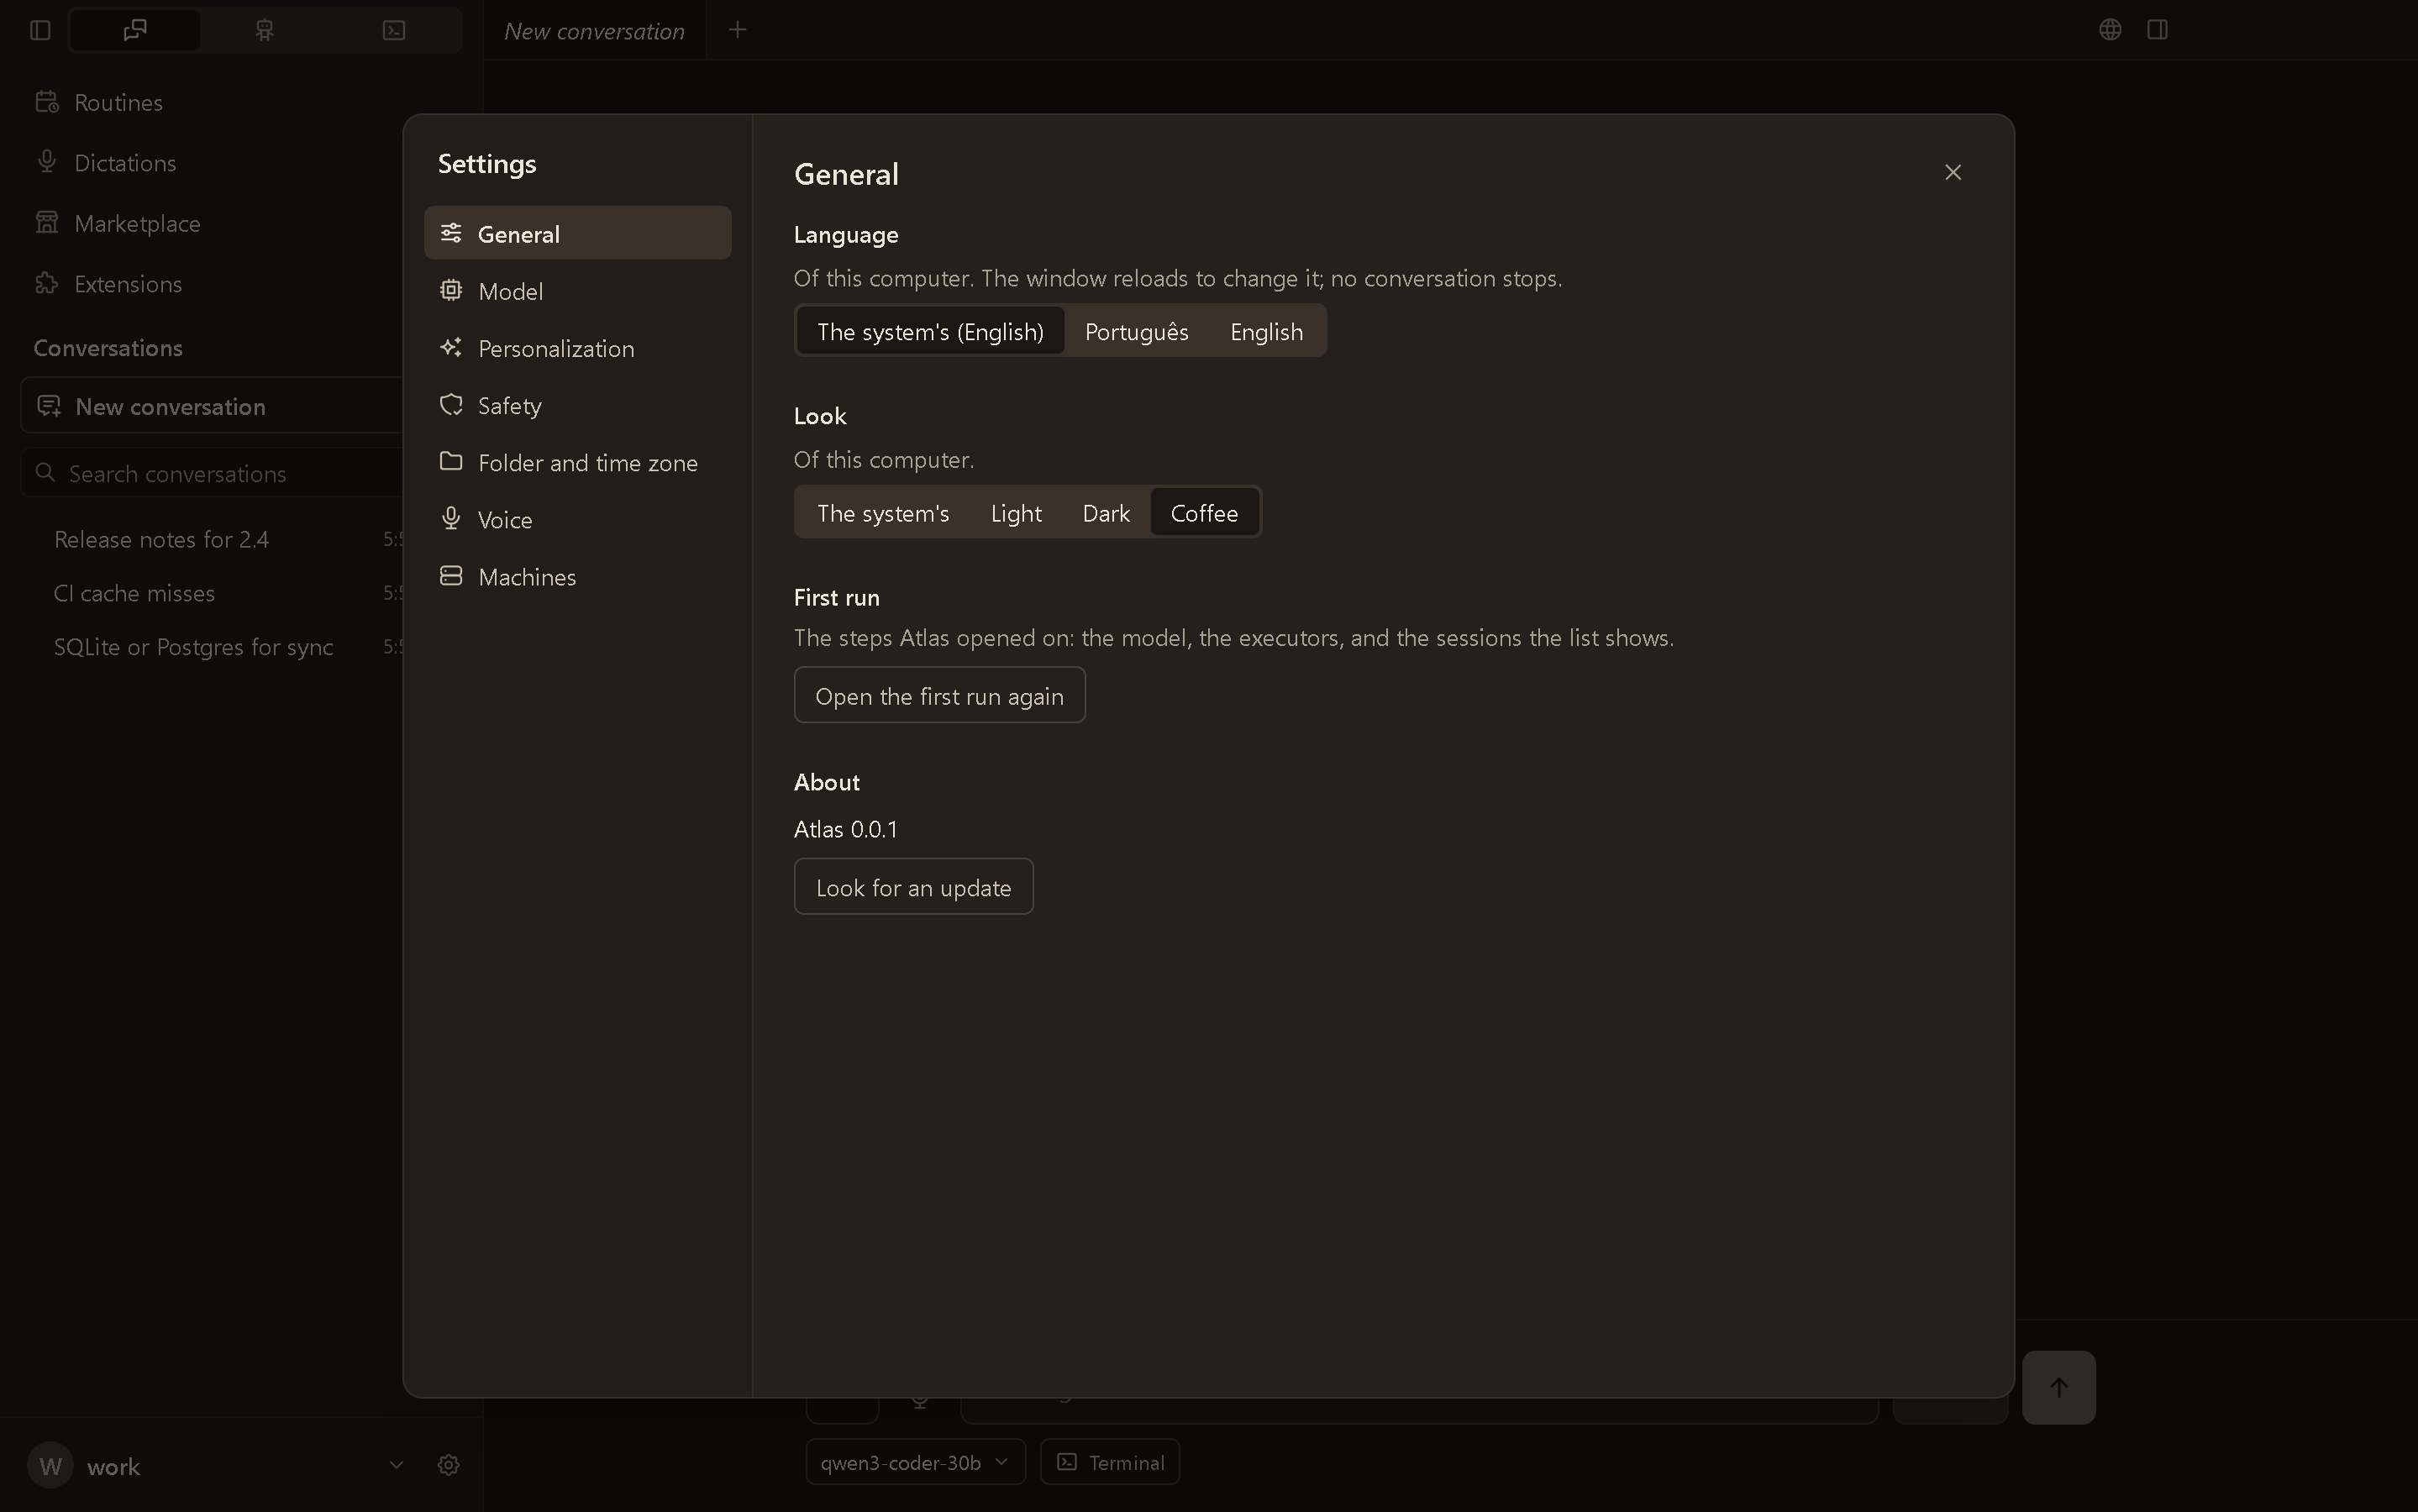 New conversation
Routines
Dictations
Marketplace
Extensions
Conversations
New conversation
Search conversations
Release notes for 2.4
CI cache misses
SQLite or Postgres for sync
W work
Settings
General
Model
Personalization
Safety
Folder and time zone
Voice
Machines
General
Language
Of this computer. The window reloads to change it; no conversation stops.
The system's (English) Português English
Look
Of this computer.
The system's Light Dark Coffee
First run
The steps Atlas opened on: the model, the executors, and the sessions the list shows.
Open the first run again
About
Atlas 0.0.1
Look for an update
qwen3-coder-30b Terminal